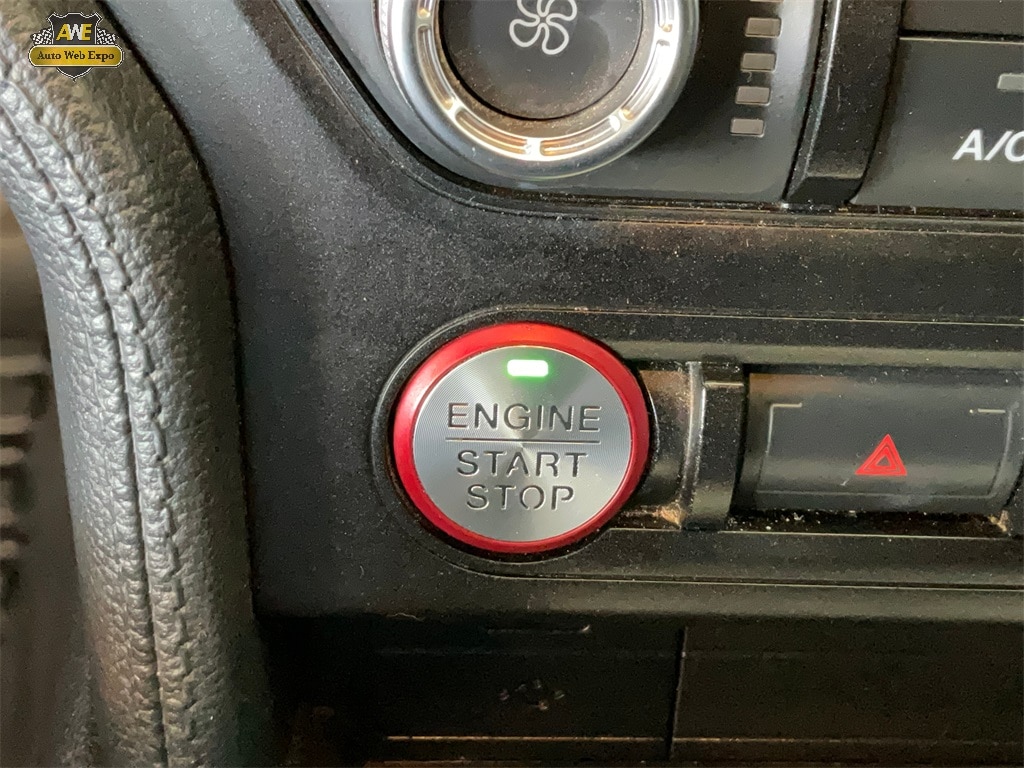 AWE
Auto Web Expo
A/C
ENGINE
START
STOP